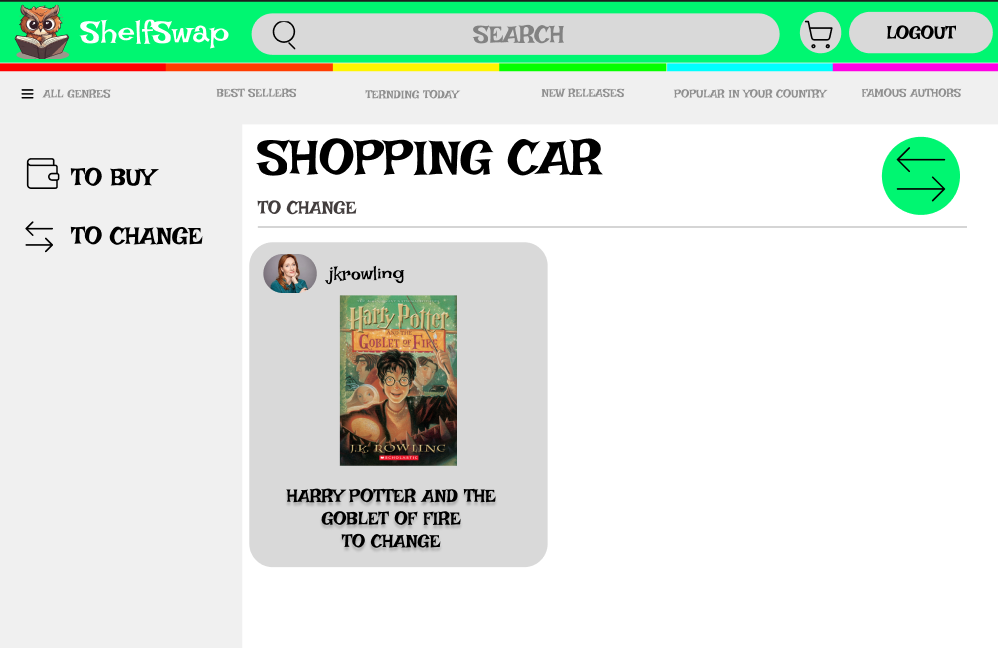 ShelfSwap
SEARCH
LOGOUT
ALL GENRES
BEST SELLERS
TERNDING TODAY
NEW RELEASES
POPULAR IN YOUR COUNTRY
FAMOUS AUTHORS
TO BUY
TO CHANGE
SHOPPING CAR
TO CHANGE
jkrowling
Harry Potter
AND THE
GOBLET OF FIRE
J.K. ROWLING
SCHOLASTIC
HARRY POTTER AND THE
GOBLET OF FIRE
TO CHANGE